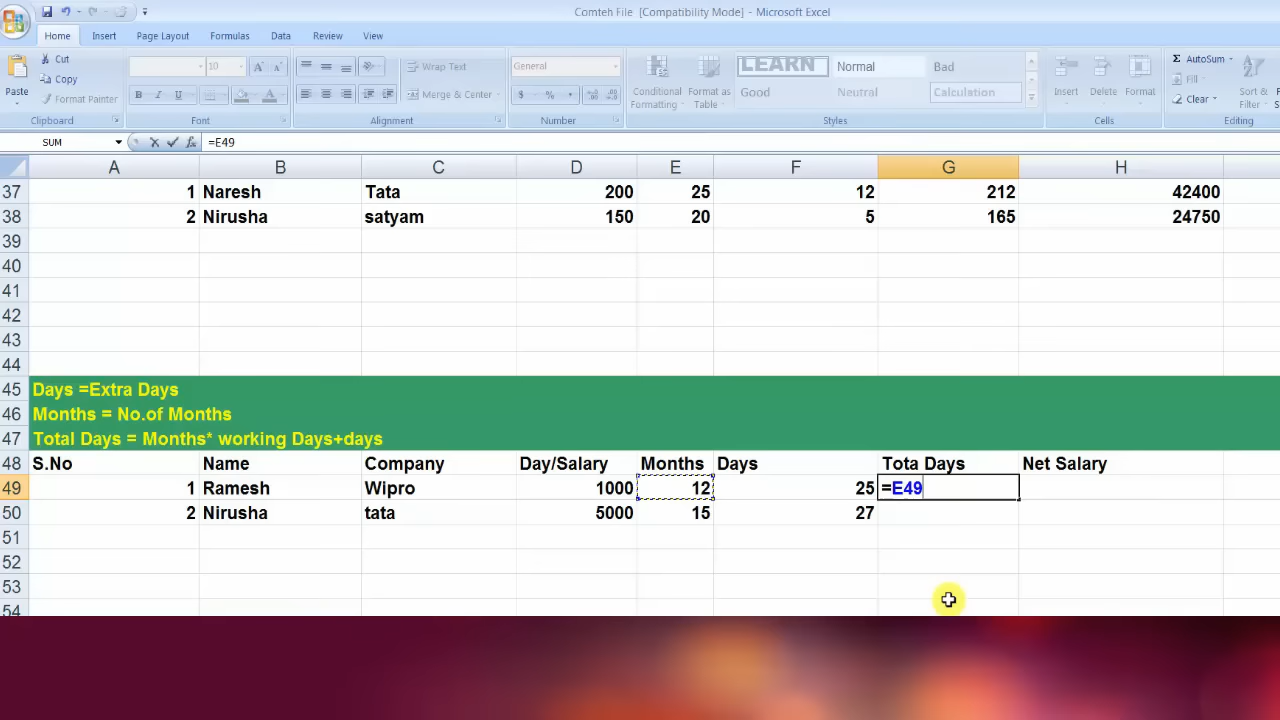 Comteh File [Compatibility Mode] - Microsoft Excel
Home Insert Page Layout Formulas Data Review View
Paste Cut Copy Format Painter
10 B I U
Wrap Text Merge & Center
General $ % ,
Conditional Formatting Format as Table
LEARN Normal Bad
Good Neutral Calculation
Insert Delete Format
Σ AutoSum Fill Clear Sort & Filter
Clipboard Font Alignment Number Styles Cells Editing
SUM =E49
A B C D E F G H
37 1 Naresh Tata 200 25 12 212 42400
38 2 Nirusha satyam 150 20 5 165 24750
39
40
41
42
43
44
45 Days =Extra Days
46 Months = No.of Months
47 Total Days = Months* working Days+days
48 S.No Name Company Day/Salary Months Days Tota Days Net Salary
49 1 Ramesh Wipro 1000 12 25 =E49
50 2 Nirusha tata 5000 15 27
51
52
53
54